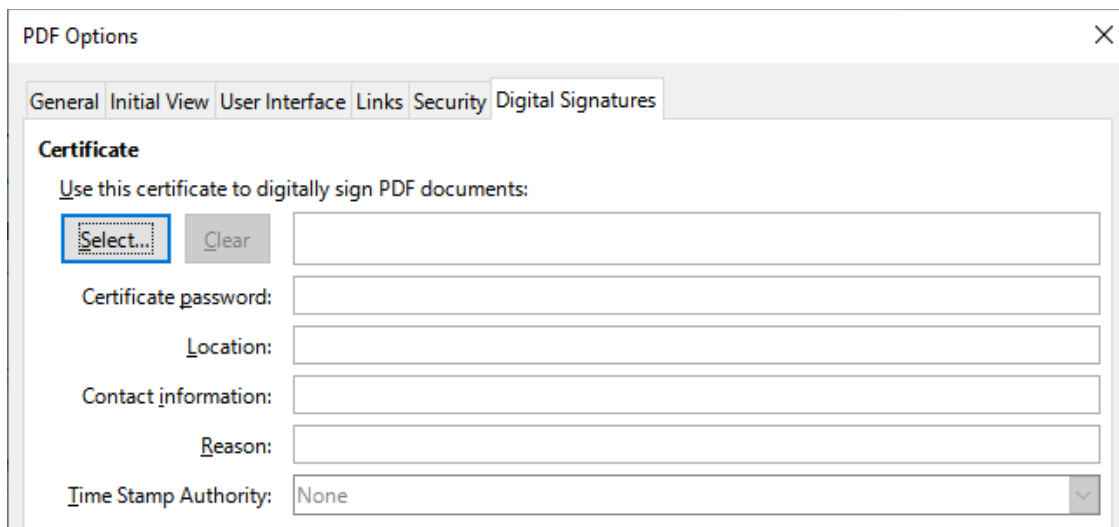 PDF Options
General Initial View User Interface Links Security Digital Signatures
Certificate
Use this certificate to digitally sign PDF documents:
Select... Clear
Certificate password:
Location:
Contact information:
Reason:
Time Stamp Authority: None